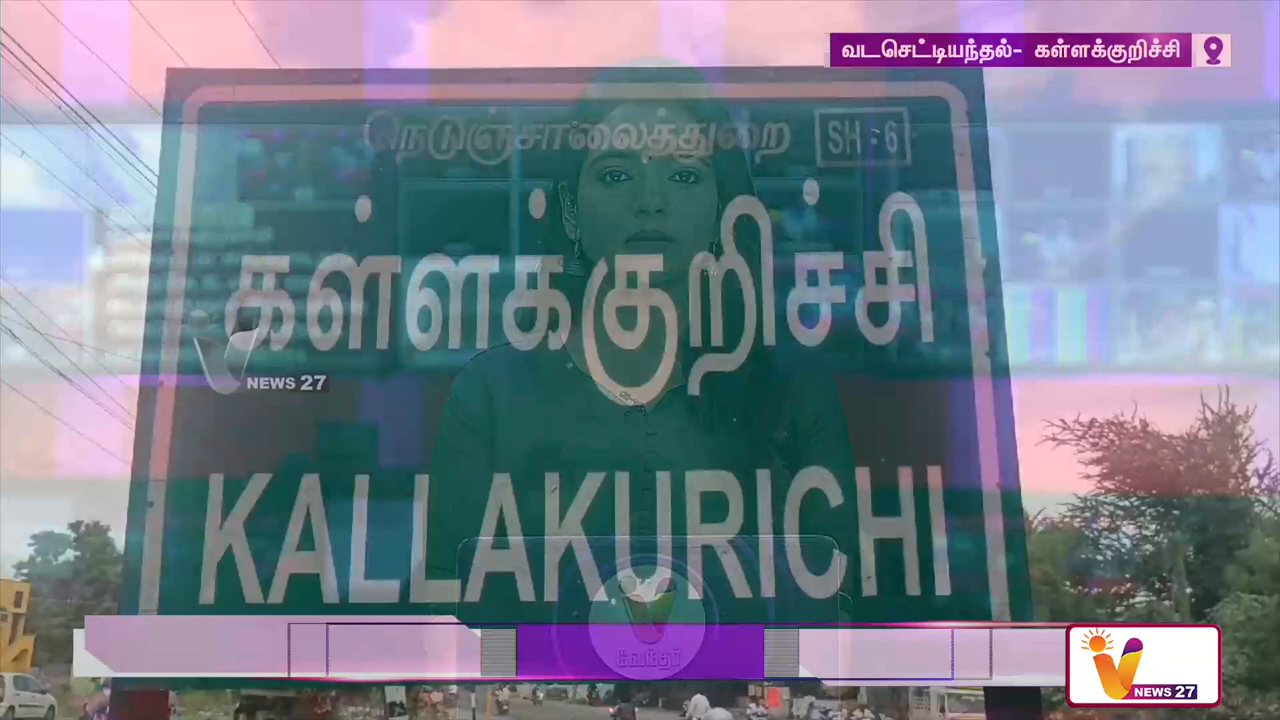 வடசெட்டியந்தல்- கள்ளக்குறிச்சி
நெடுஞ்சாலைத்துறை SH-6
கள்ளக்குறிச்சி
NEWS 27
KALLAKURICHI
வேந்தர்
NEWS 27